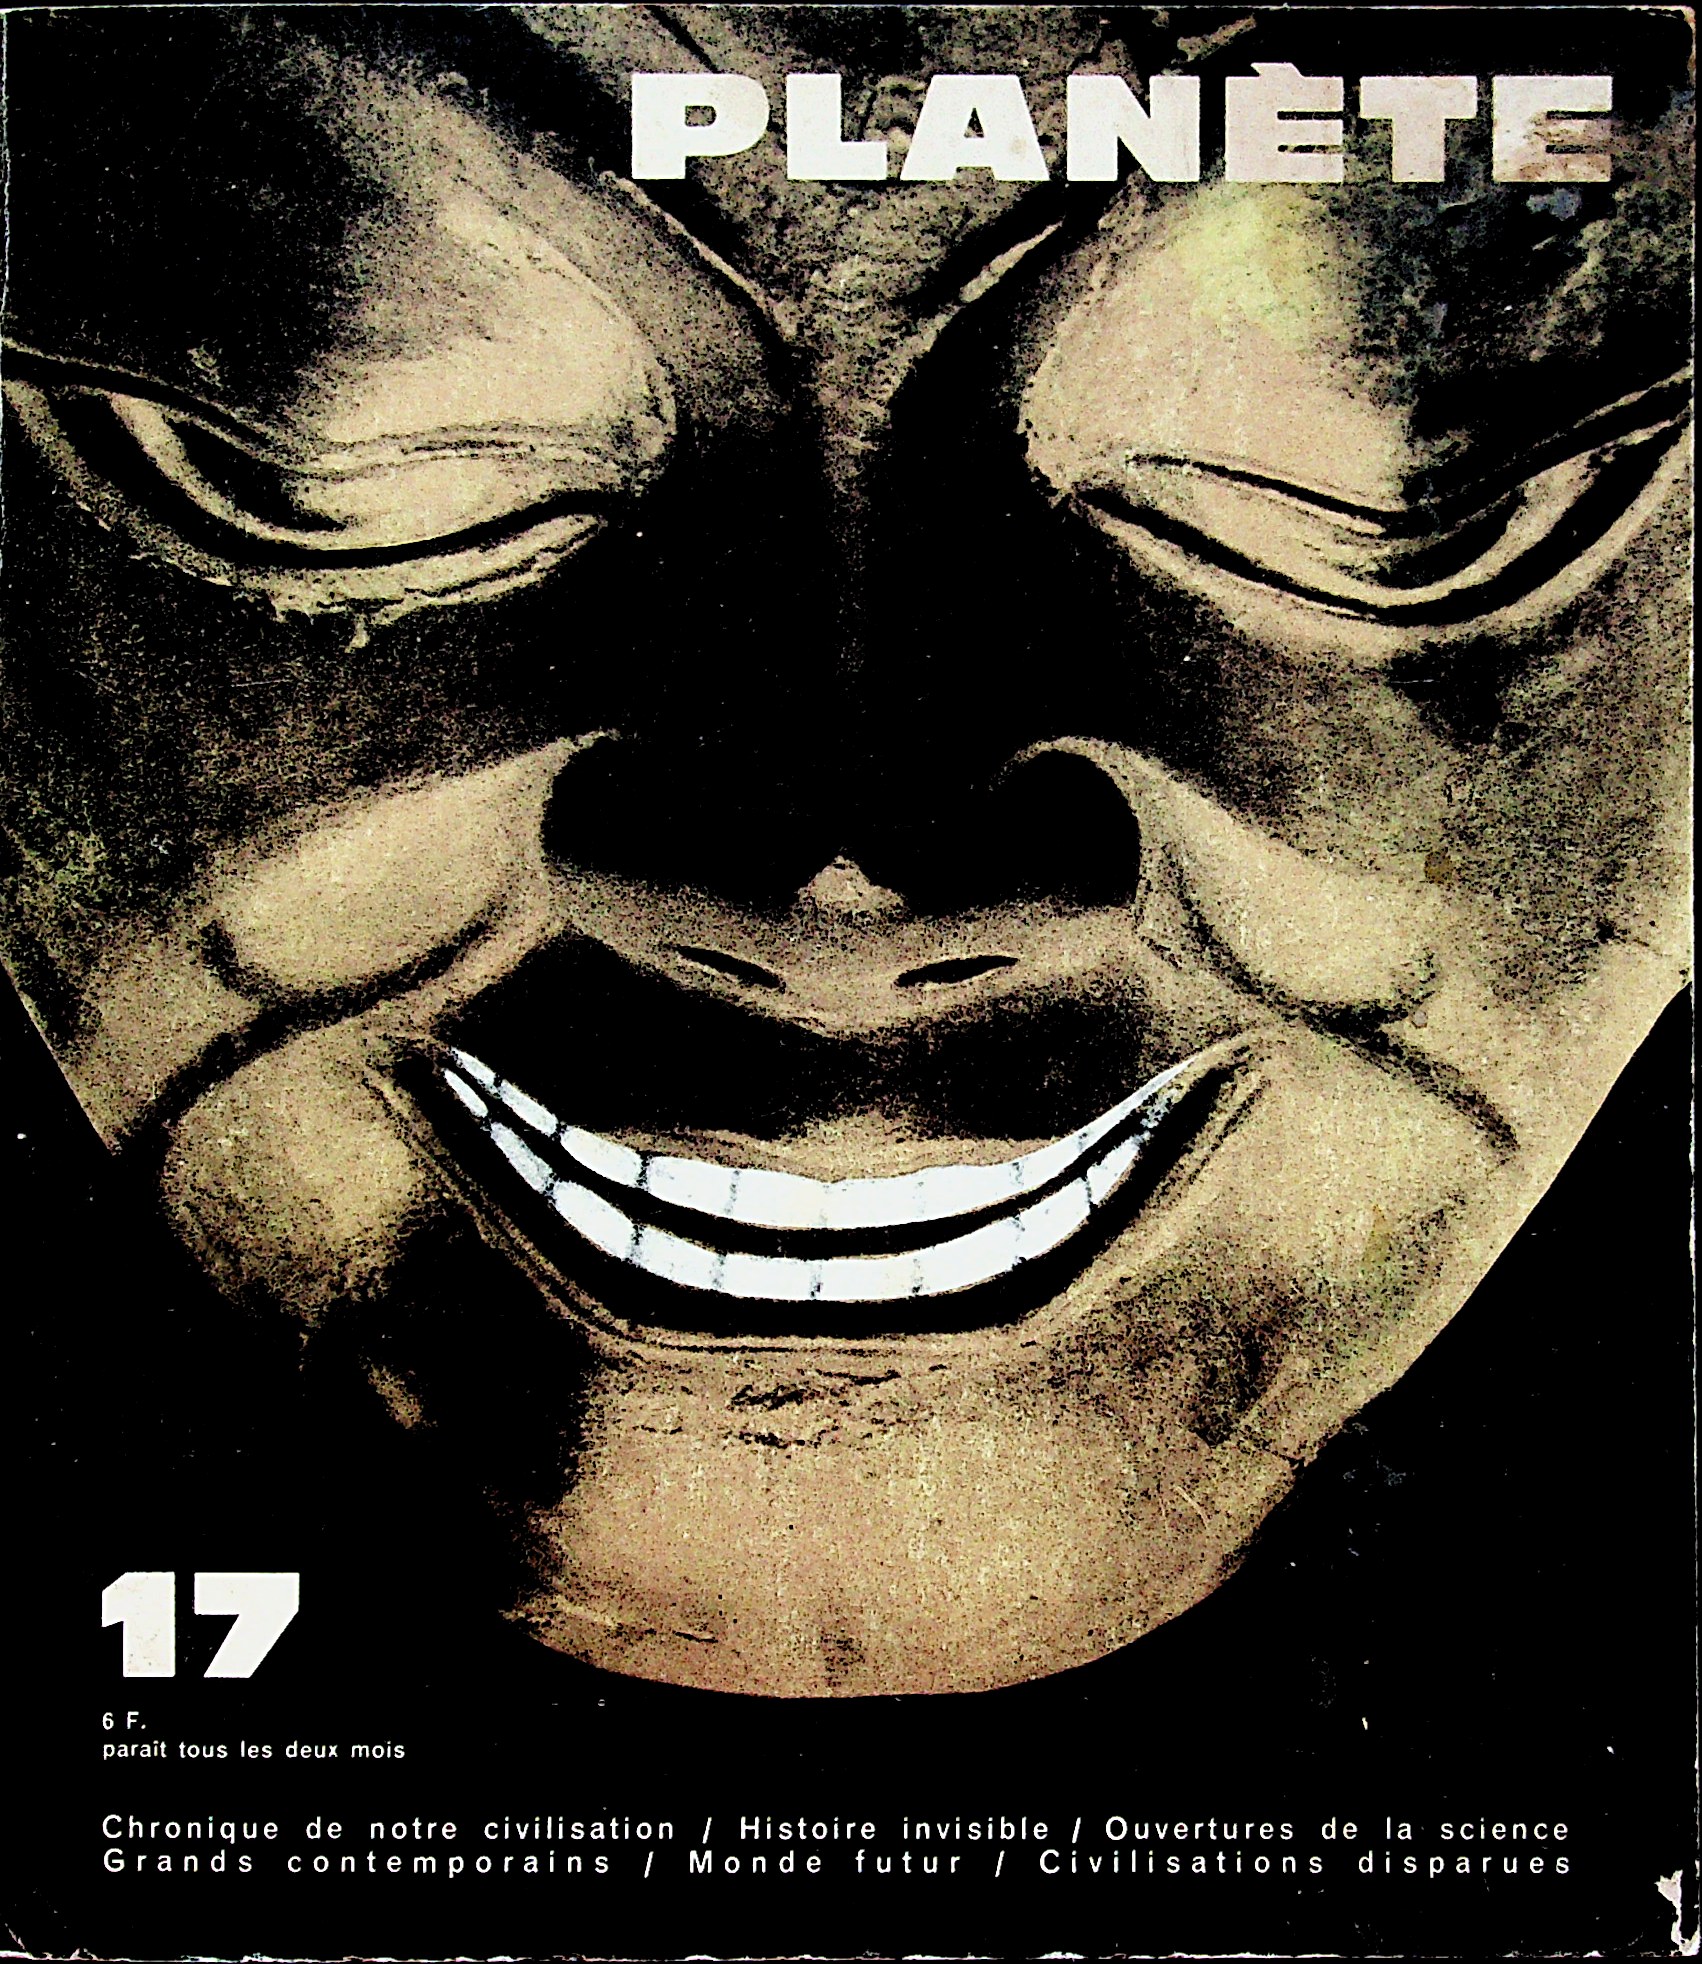 PLANÈTE
17
6 F.
paraît tous les deux mois
Chronique de notre civilisation / Histoire invisible / Ouvertures de la science
Grands contemporains / Monde futur / Civilisations disparues